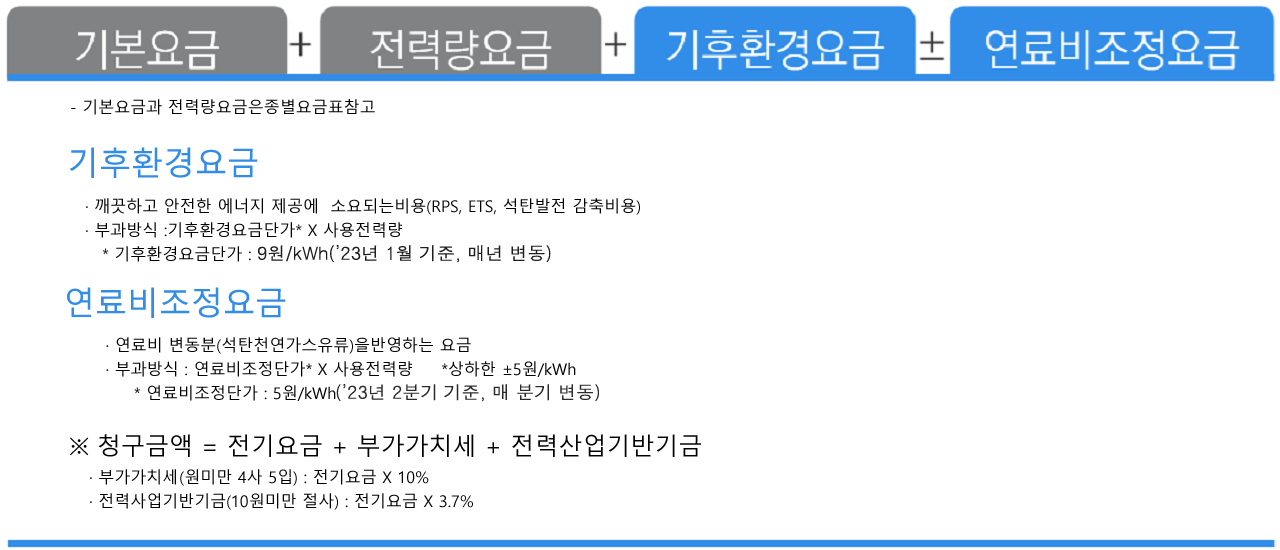 기본요금 + 전력량요금 + 기후환경요금 ± 연료비조정요금
- 기본요금과 전력량요금은종별요금표참고
기후환경요금
· 깨끗하고 안전한 에너지 제공에 소요되는비용(RPS, ETS, 석탄발전 감축비용)
· 부과방식 :기후환경요금단가* X 사용전력량
* 기후환경요금단가 : 9원/kWh(’23년 1월 기준, 매년 변동)
연료비조정요금
· 연료비 변동분(석탄천연가스유류)을반영하는 요금
· 부과방식 : 연료비조정단가* X 사용전력량 *상하한 ±5원/kWh
* 연료비조정단가 : 5원/kWh(’23년 2분기 기준, 매 분기 변동)
※ 청구금액 = 전기요금 + 부가가치세 + 전력산업기반기금
· 부가가치세(원미만 4사 5입) : 전기요금 X 10%
· 전력사업기반기금(10원미만 절사) : 전기요금 X 3.7%